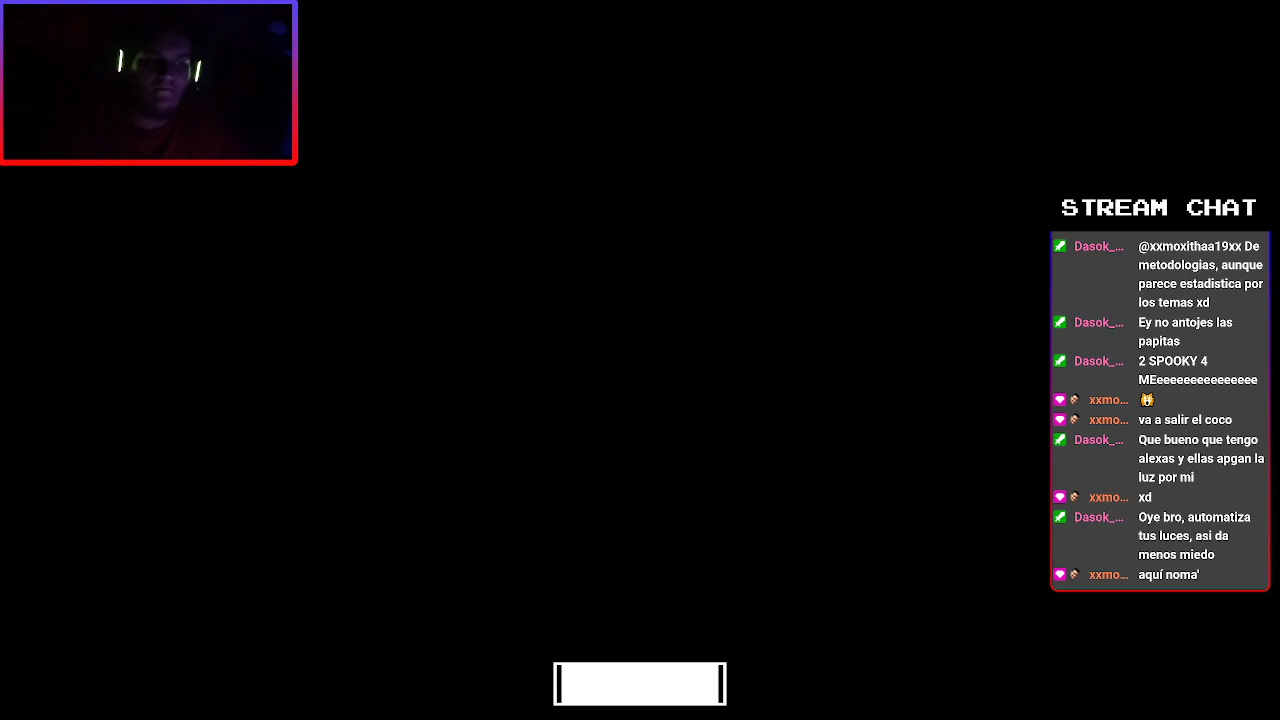 STREAM CHAT
Dasok_... @xxmoxithaa19xx De
metodologias, aunque
parece estadistica por
los temas xd
Dasok_... Ey no antojes las
papitas
Dasok_... 2 SPOOKY 4
MEeeeeeeeeeeeeeee
xxmo...
xxmo... va a salir el coco
Dasok_... Que bueno que tengo
alexas y ellas apgan la
luz por mi
xxmo... xd
Dasok_... Oye bro, automatiza
tus luces, asi da
menos miedo
xxmo... aquí noma'